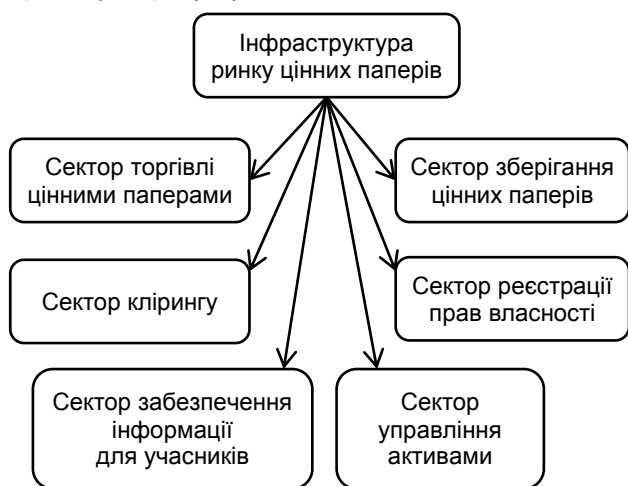 Інфраструктура
ринку цінних паперів
Сектор торгівлі
цінними паперами
Сектор зберігання
цінних паперів
Сектор клірингу
Сектор реєстрації
прав власності
Сектор забезпечення
інформації
для учасників
Сектор
управління
активами